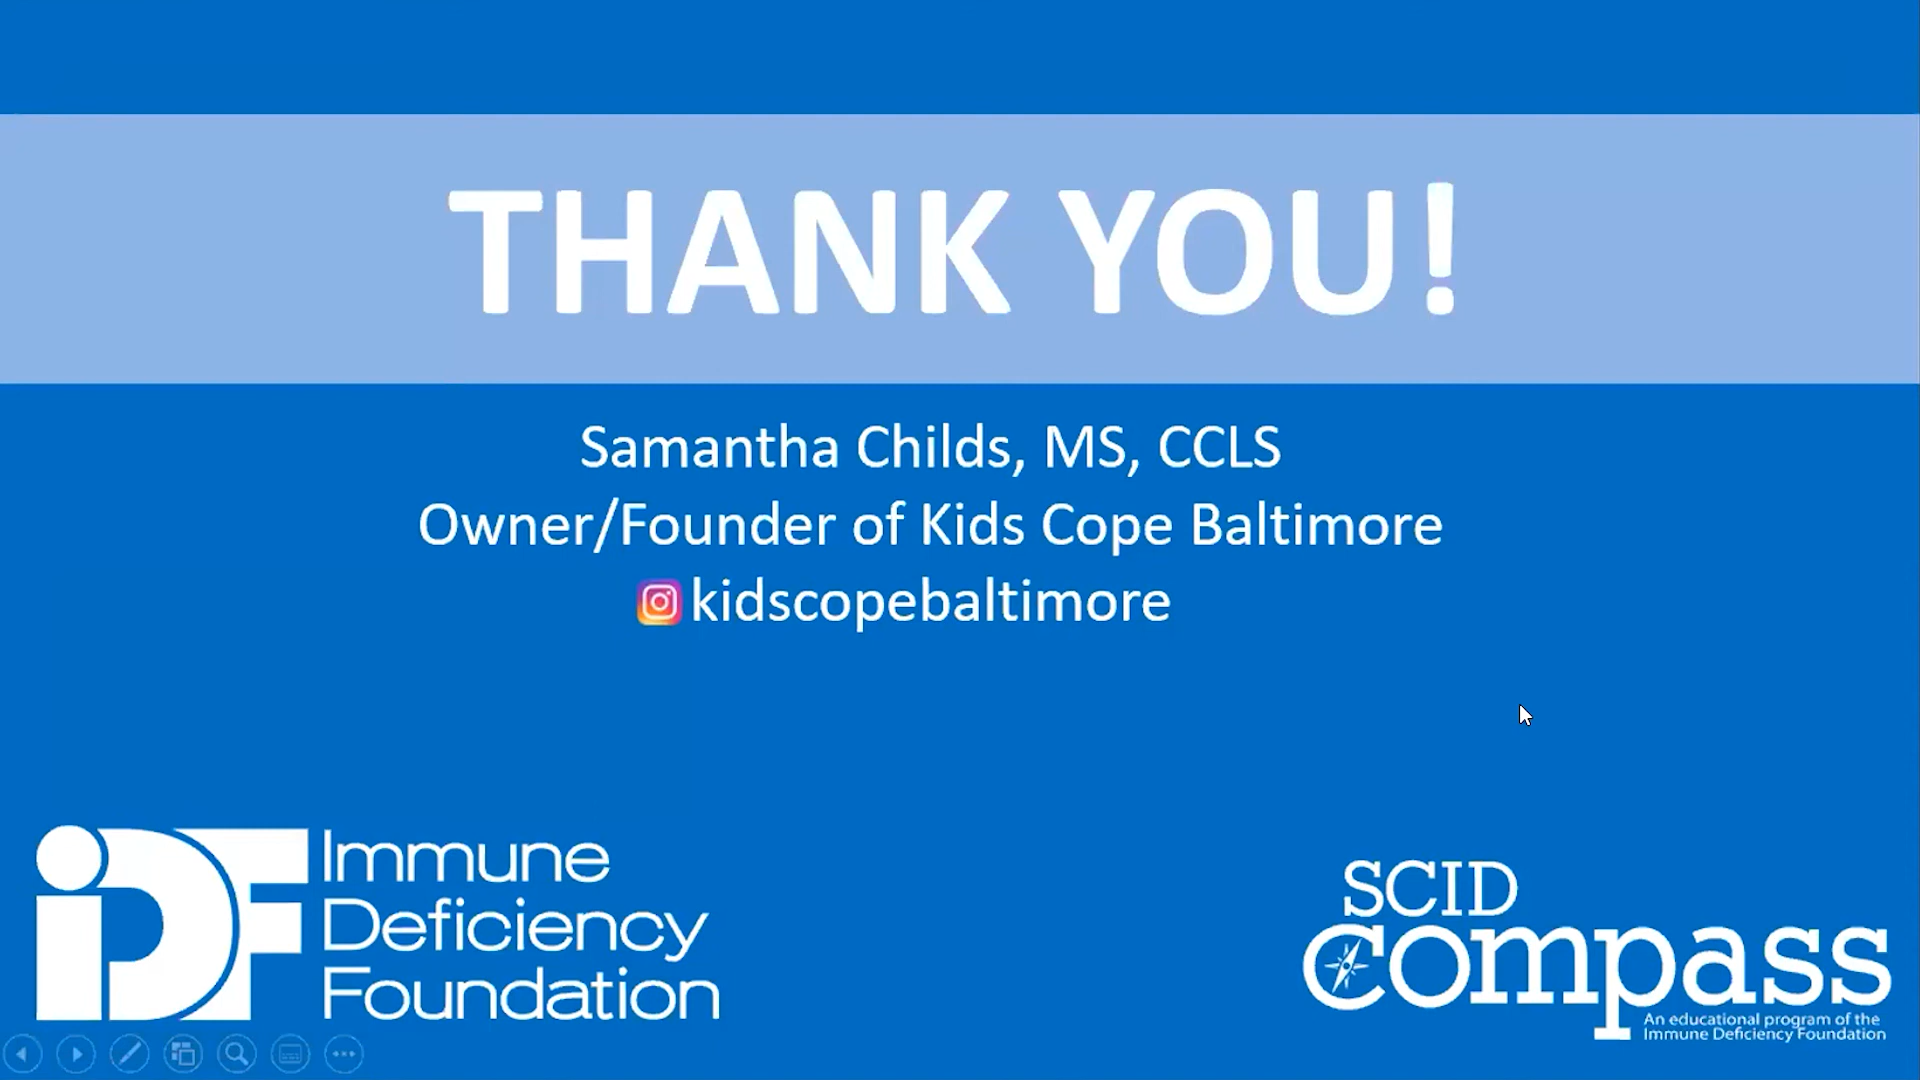 THANK YOU!
Samantha Childs, MS, CCLS
Owner/Founder of Kids Cope Baltimore
kidscopebaltimore
iDF Immune
Deficiency
Foundation
SCID
Compass
An educational program of the
Immune Deficiency Foundation